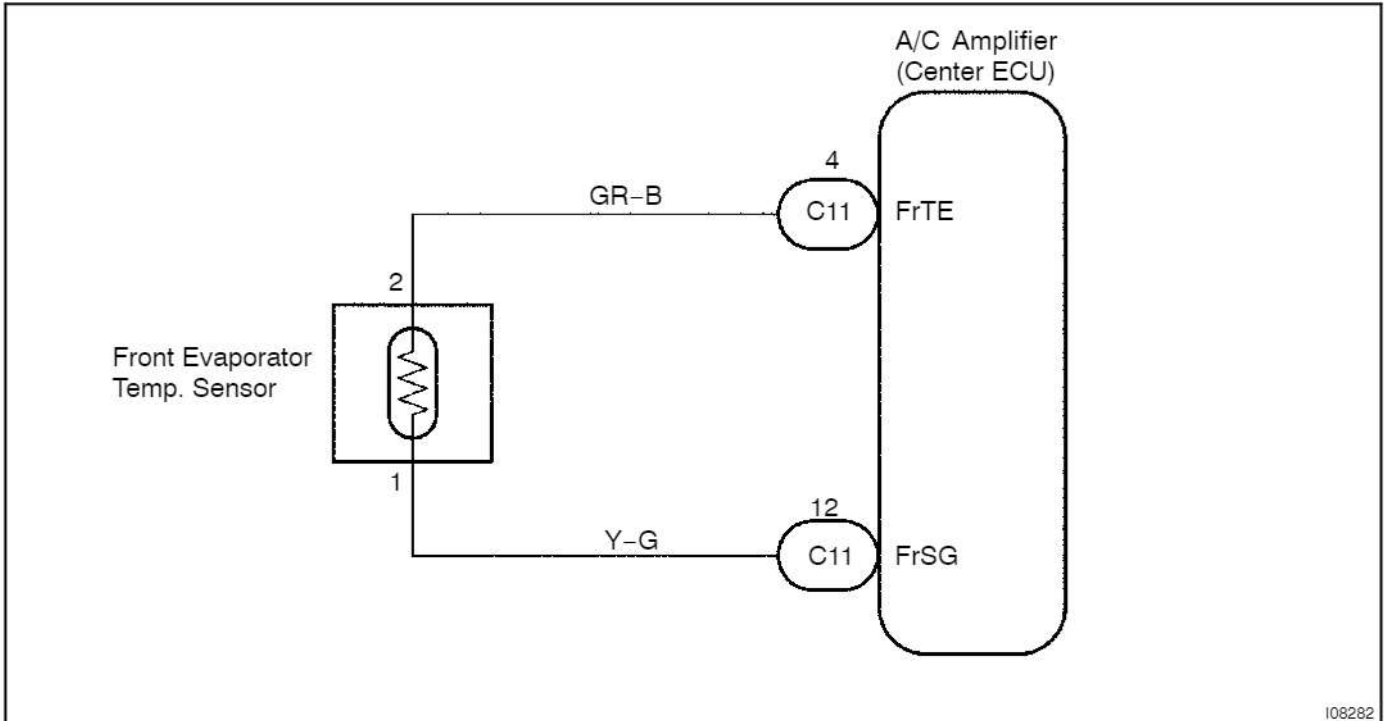 A/C Amplifier
(Center ECU)
4
GR−B
C11
FrTE
2
Front Evaporator
Temp. Sensor
1
12
Y−G
C11
FrSG
I08282